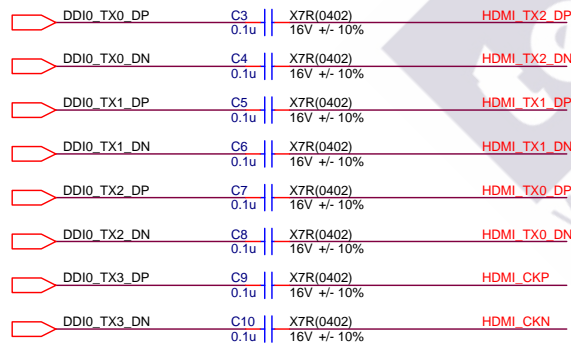 DDI0_TX0_DP C3 X7R(0402) HDMI_TX2_DP
0.1u 16V +/- 10%
DDI0_TX0_DN C4 X7R(0402) HDMI_TX2_DN
0.1u 16V +/- 10%
DDI0_TX1_DP C5 X7R(0402) HDMI_TX1_DP
0.1u 16V +/- 10%
DDI0_TX1_DN C6 X7R(0402) HDMI_TX1_DN
0.1u 16V +/- 10%
DDI0_TX2_DP C7 X7R(0402) HDMI_TX0_DP
0.1u 16V +/- 10%
DDI0_TX2_DN C8 X7R(0402) HDMI_TX0_DN
0.1u 16V +/- 10%
DDI0_TX3_DP C9 X7R(0402) HDMI_CKP
0.1u 16V +/- 10%
DDI0_TX3_DN C10 X7R(0402) HDMI_CKN
0.1u 16V +/- 10%